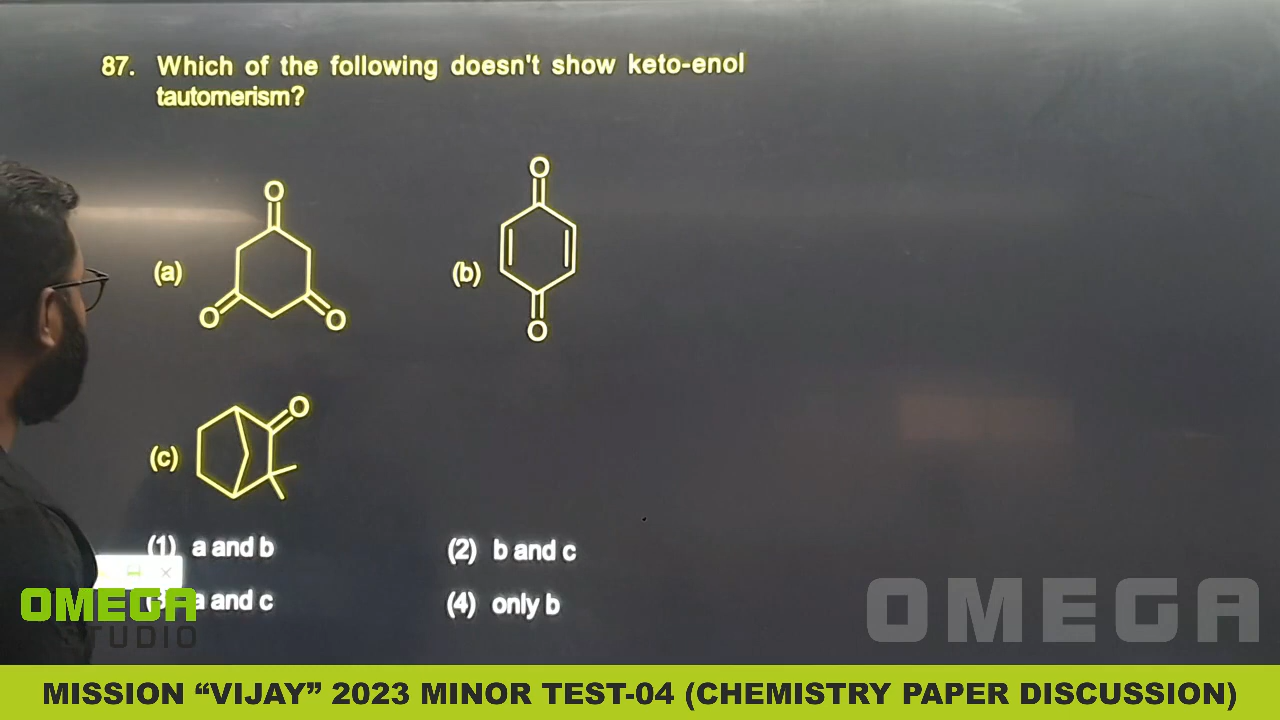 87. Which of the following doesn't show keto-enol
tautomerism?
O
O
(a)
(b)
O
O
O
O
(c)
(1) a and b
(2) b and c
a and c
(4) only b
OMEGA
STUDIO
OMEGA
MISSION “VIJAY” 2023 MINOR TEST-04 (CHEMISTRY PAPER DISCUSSION)